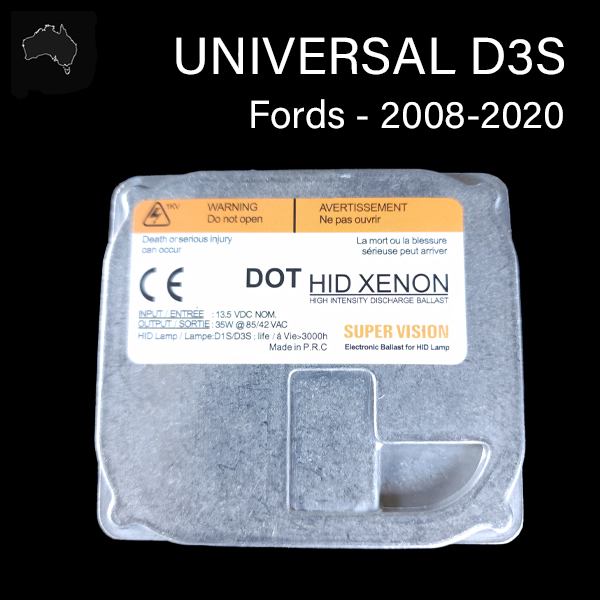 UNIVERSAL D3S
Fords - 2008-2020
1KV
WARNING
Do not open
AVERTISSEMENT
Ne pas ouvrir
Death or serious injury
can occur
La mort ou la blessure
sérieuse peut arriver
CE
DOT HID XENON
HIGH INTENSITY DISCHARGE BALLAST
INPUT / ENTRÉE : 13.5 VDC NOM.
OUTPUT / SORTIE : 35W @ 85/42 VAC
HID Lamp / Lampe:D1S/D3S ; life / á Vie>3000h
Made in P.R.C
SUPER VISION
Electronic Ballast for HID Lamp